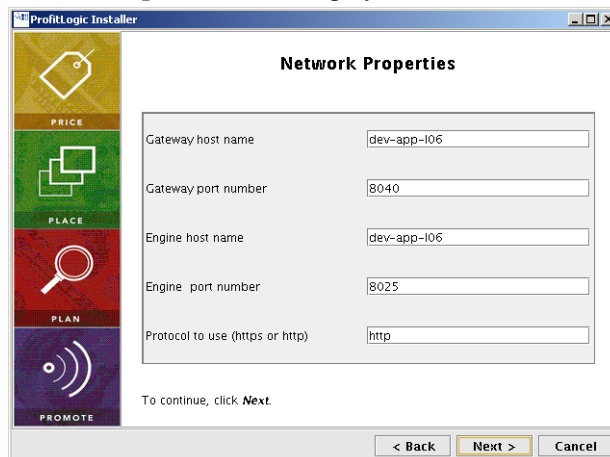 ProfitLogic Installer
Network Properties
PRICE
PLACE
PLAN
PROMOTE
Gateway host name dev-app-l06
Gateway port number 8040
Engine host name dev-app-l06
Engine port number 8025
Protocol to use (https or http) http
To continue, click Next.
< Back Next > Cancel